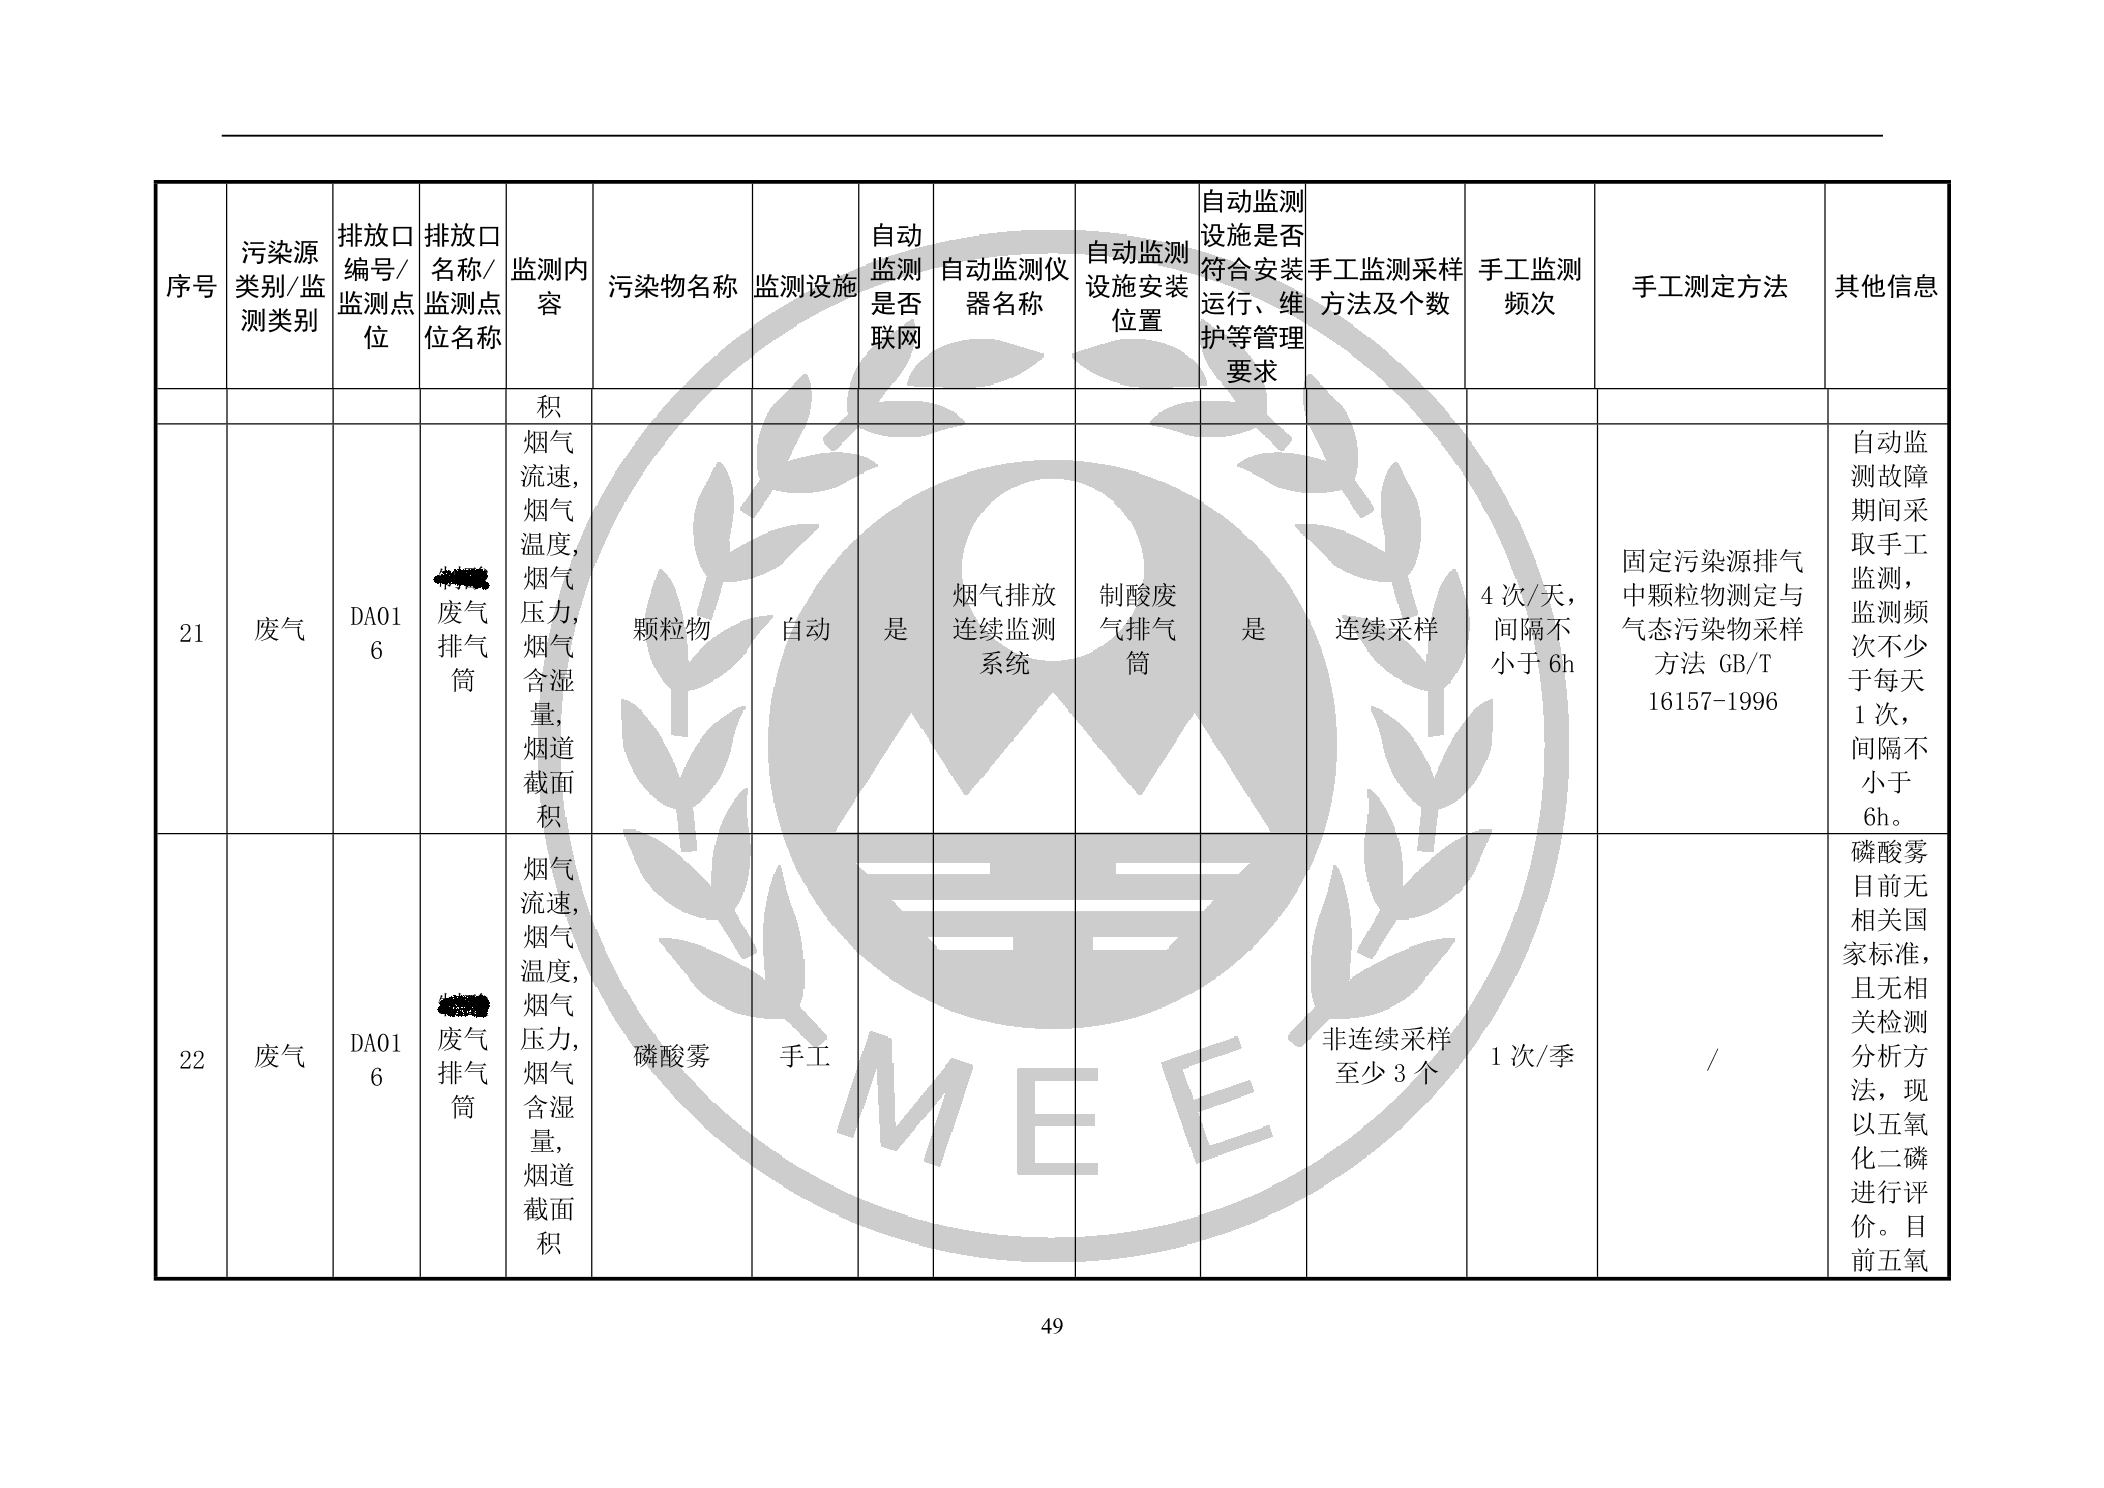 序号
污染源
类别/监
测类别
排放口
编号/
监测点
位
排放口
名称/
监测点
位名称
监测内
容
污染物名称
监测设施
自动
监测
是否
联网
自动监测仪
器名称
自动监测
设施安装
位置
自动监测
设施是否
符合安装
运行、维
护等管理
要求
手工监测采样
方法及个数
手工监测
频次
手工测定方法
其他信息
积
21
废气
DA01
6
废气
排气
筒
烟气
流速,
烟气
温度,
烟气
压力,
烟气
含湿
量,
烟道
截面
积
颗粒物
自动
是
烟气排放
连续监测
系统
制酸废
气排气
筒
是
连续采样
4 次/天，
间隔不
小于 6h
固定污染源排气
中颗粒物测定与
气态污染物采样
方法 GB/T
16157-1996
自动监
测故障
期间采
取手工
监测，
监测频
次不少
于每天
1 次，
间隔不
小于
6h。
22
废气
DA01
6
废气
排气
筒
烟气
流速,
烟气
温度,
烟气
压力,
烟气
含湿
量,
烟道
截面
积
磷酸雾
手工
非连续采样
至少 3 个
1 次/季
/
磷酸雾
目前无
相关国
家标准，
且无相
关检测
分析方
法，现
以五氧
化二磷
进行评
价。目
前五氧
MEE
49